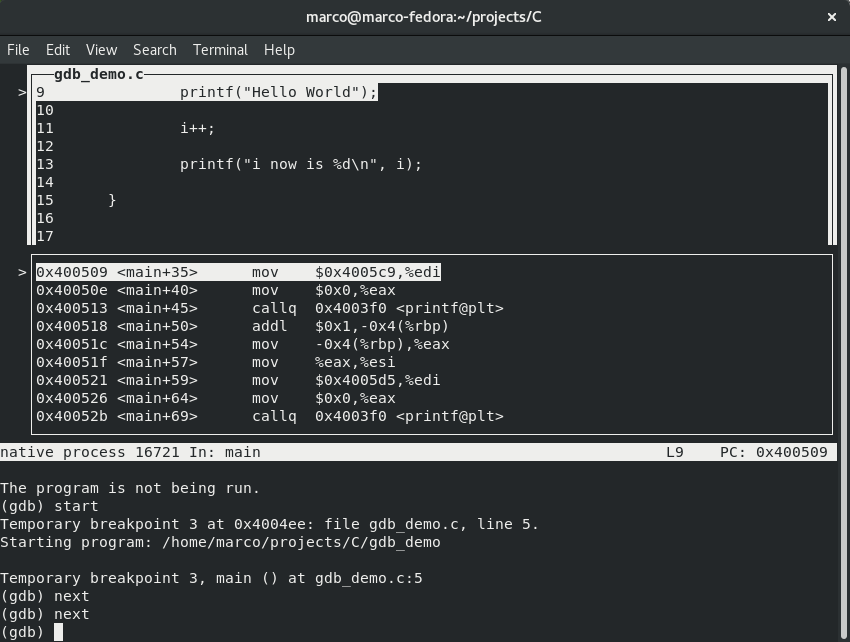 marco@marco-fedora:~/projects/C
File Edit View Search Terminal Help
gdb_demo.c
> 9 printf("Hello World");
10
11 i++;
12
13 printf("i now is %d\n", i);
14
15 }
16
17
> 0x400509 <main+35> mov $0x4005c9,%edi
0x40050e <main+40> mov $0x0,%eax
0x400513 <main+45> callq 0x4003f0 <printf@plt>
0x400518 <main+50> addl $0x1,-0x4(%rbp)
0x40051c <main+54> mov -0x4(%rbp),%eax
0x40051f <main+57> mov %eax,%esi
0x400521 <main+59> mov $0x4005d5,%edi
0x400526 <main+64> mov $0x0,%eax
0x40052b <main+69> callq 0x4003f0 <printf@plt>
native process 16721 In: main L9 PC: 0x400509
The program is not being run.
(gdb) start
Temporary breakpoint 3 at 0x4004ee: file gdb_demo.c, line 5.
Starting program: /home/marco/projects/C/gdb_demo
Temporary breakpoint 3, main () at gdb_demo.c:5
(gdb) next
(gdb) next
(gdb)